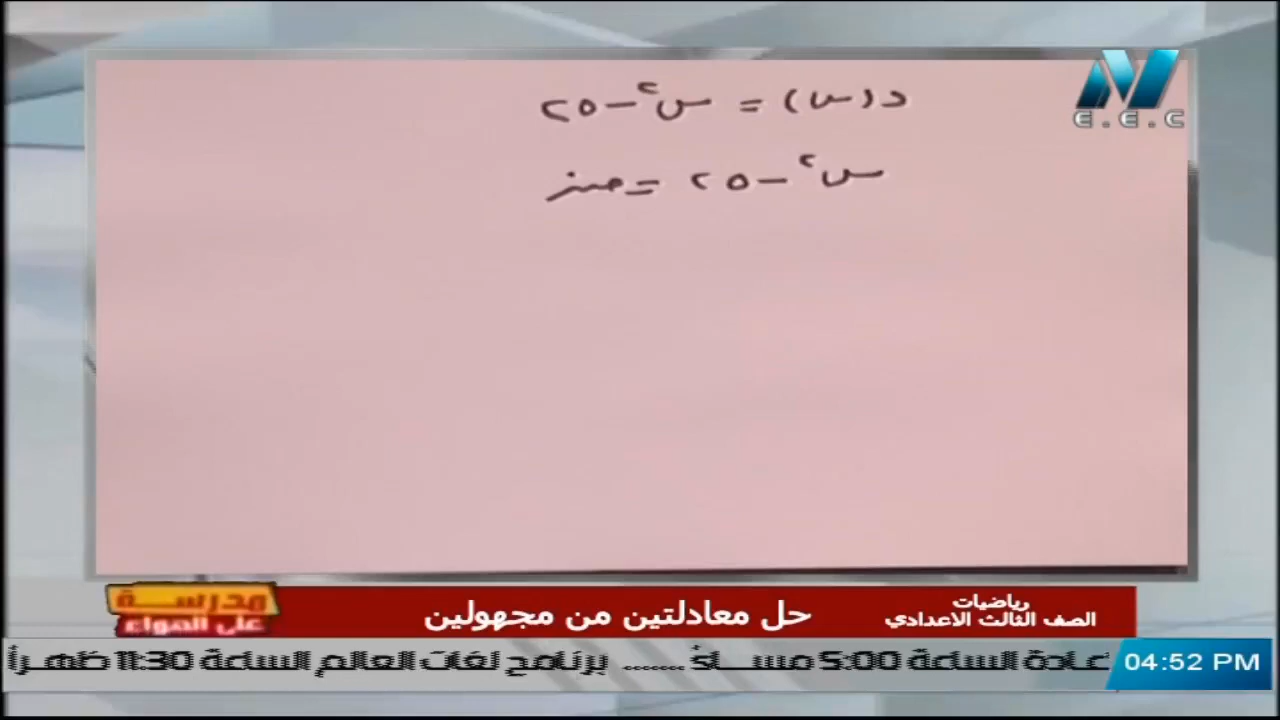 د(س) = س٢ − ٢٥
س٢ − ٢٥ = صفر
E.E.C
مدرسة
على الهواء
حل معادلتين من مجهولين
رياضيات
الصف الثالث الاعدادي
عادة الساعة 5:00 مساءً ....... برنامج لغات العالم الساعة 11:30 ظهراً
04:52 PM